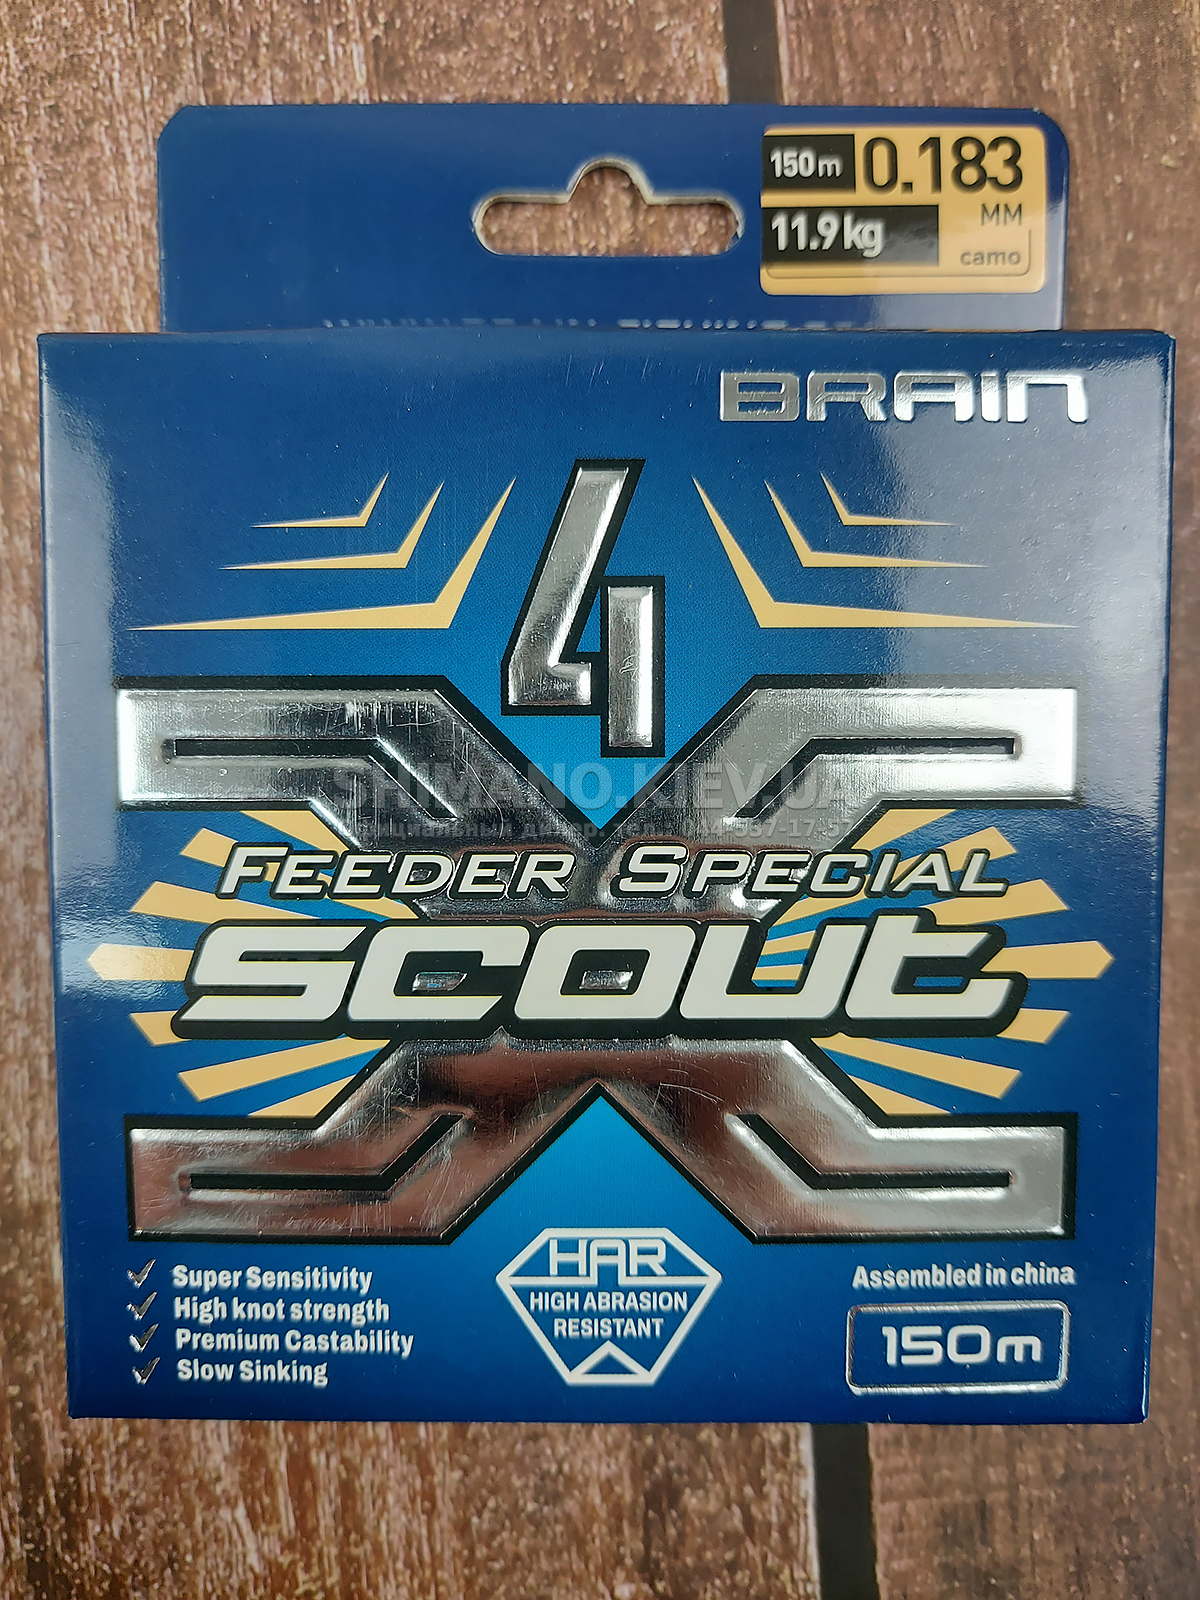 150m 0.183
MM
11.9kg
camo
BRAIN
4
SHIMANO.KIEV.UA
FEEDER SPECIAL
SCOUT
HAR
HIGH ABRASION
RESISTANT
Super Sensitivity
High knot strength
Premium Castability
Slow Sinking
Assembled in china
150m